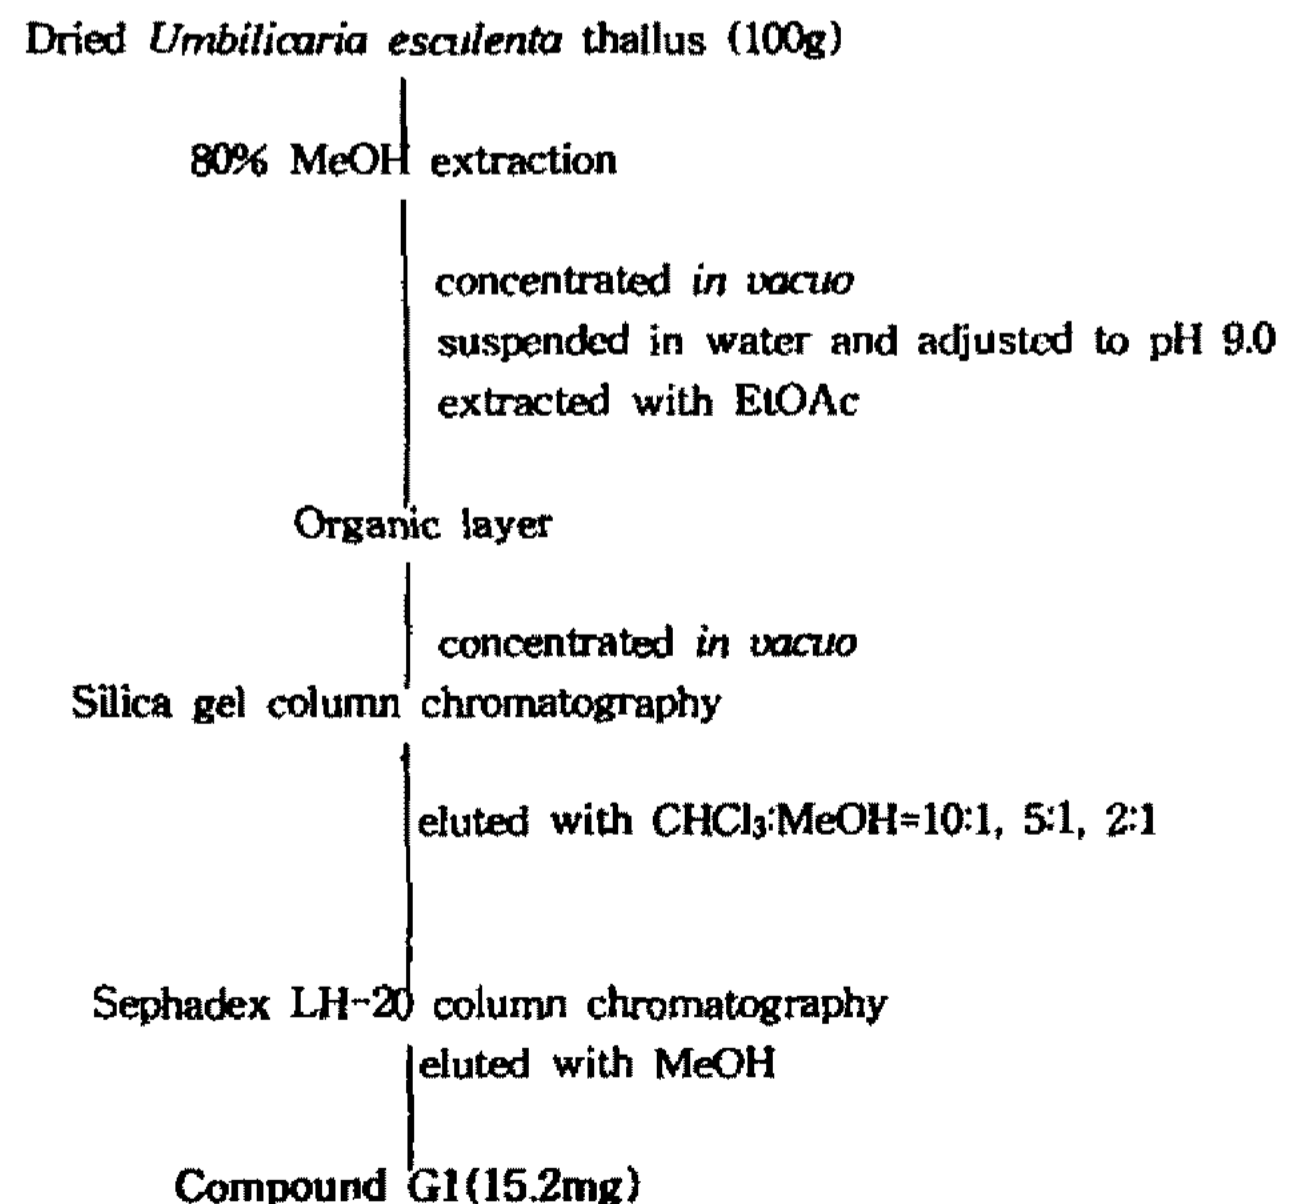 Dried Umbilicaria esculenta thallus (100g)
80% MeOH extraction
concentrated in vacuo
suspended in water and adjusted to pH 9.0
extracted with EtOAc
Organic layer
concentrated in vacuo
Silica gel column chromatography
eluted with CHCl₃:MeOH=10:1, 5:1, 2:1
Sephadex LH-20 column chromatography
eluted with MeOH
Compound G1(15.2mg)